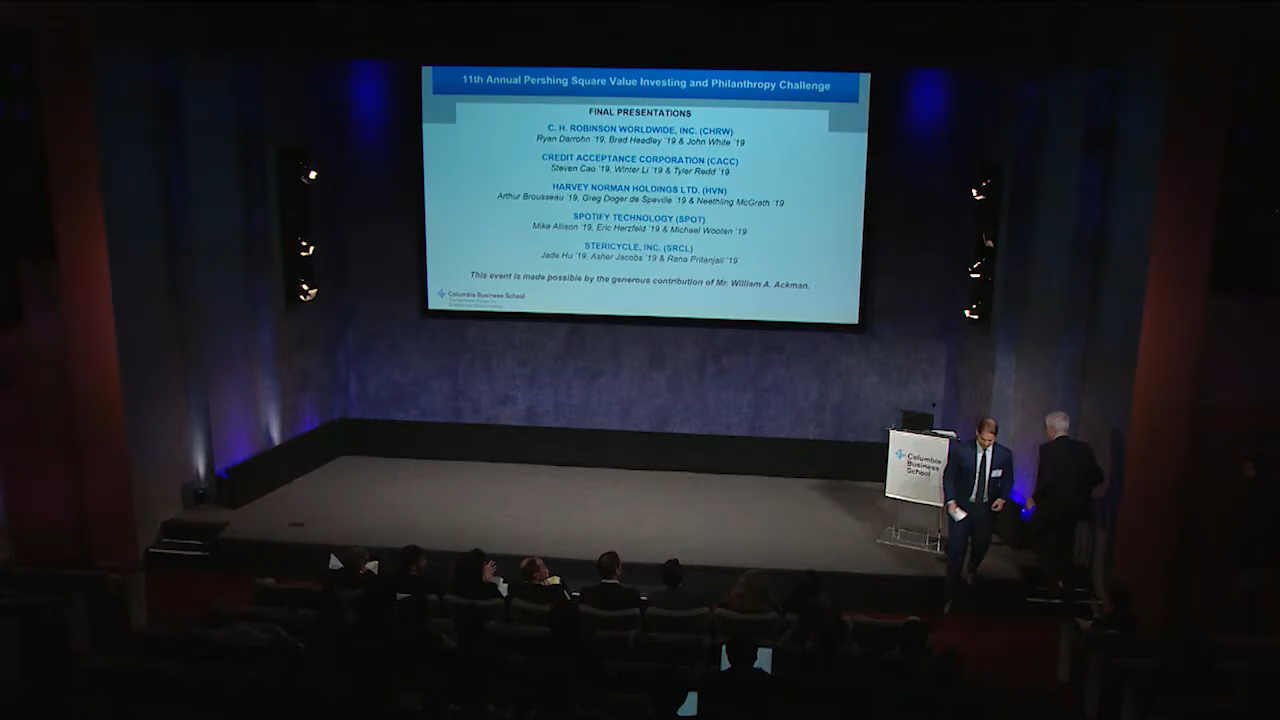 11th Annual Pershing Square Value Investing and Philanthropy Challenge
FINAL PRESENTATIONS
C. H. ROBINSON WORLDWIDE, INC. (CHRW)
Ryan Darrohn '19, Brad Headley '19 & John White '19
CREDIT ACCEPTANCE CORPORATION (CACC)
Steven Cao '19, Winter Li '19 & Tyler Redd '19
HARVEY NORMAN HOLDINGS LTD. (HVN)
Arthur Brousseau '19, Greg Doger de Speville '19 & Neethling McGrath '19
SPOTIFY TECHNOLOGY (SPOT)
Mike Allison '19, Eric Herzfeld '19 & Michael Wooten '19
STERICYCLE, INC. (SRCL)
Jade Hu '19, Asher Jacobs '19 & Rana Pritanjali '19
This event is made possible by the generous contribution of Mr. William A. Ackman.
Columbia Business School
Columbia
Business
School